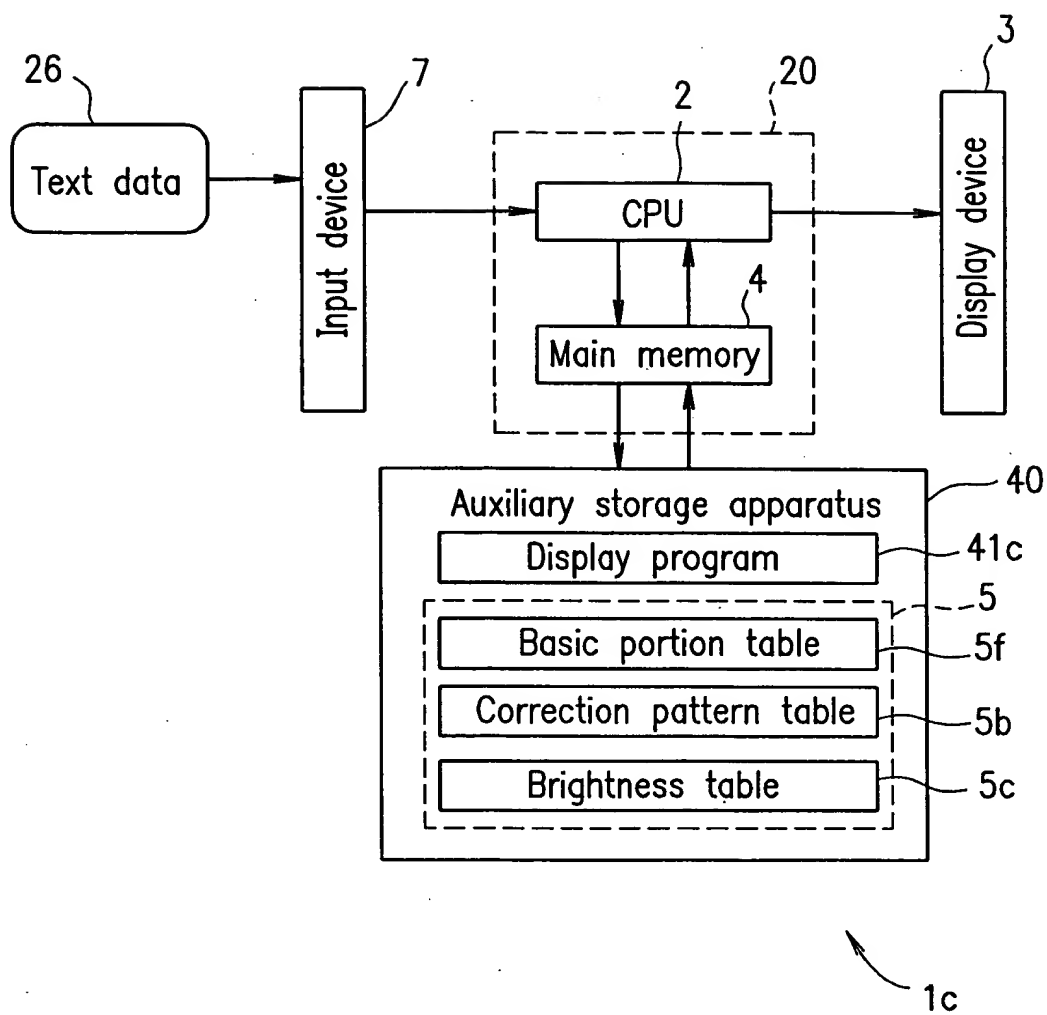 3
26
7
20
2
Text data
Input device
CPU
Display device
4
Main memory
40
Auxiliary storage apparatus
41c
Display program
5
Basic portion table
5f
Correction pattern table
5b
Brightness table
5c
1c